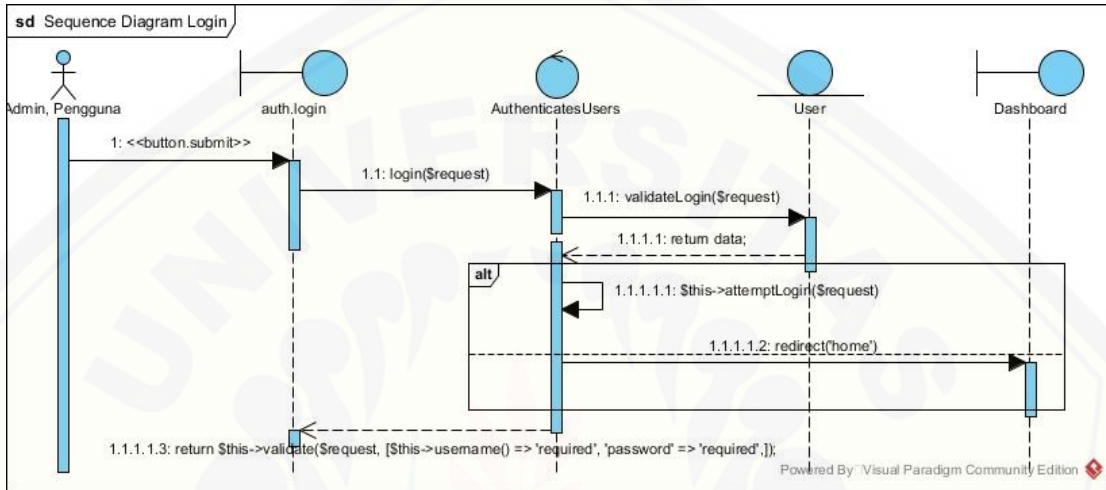 sd Sequence Diagram Login
Admin, Pengguna
auth.login
AuthenticatesUsers
User
Dashboard
1: <<button.submit>>
1.1: login($request)
1.1.1: validateLogin($request)
1.1.1.1: return data;
alt
1.1.1.1.1: $this->attemptLogin($request)
1.1.1.1.2: redirect('home')
1.1.1.1.3: return $this->validate($request, [$this->username() => 'required', 'password' => 'required',]);
Powered By Visual Paradigm Community Edition
UNIVERSITAS